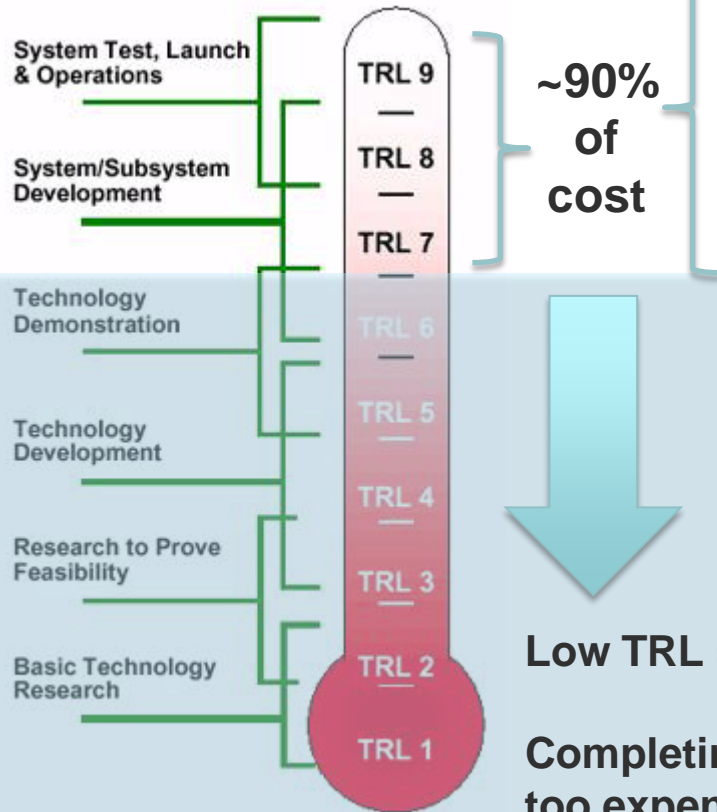 System Test, Launch
& Operations
System/Subsystem
Development
Technology
Demonstration
Technology
Development
Research to Prove
Feasibility
Basic Technology
Research
TRL 9
TRL 8
TRL 7
TRL 6
TRL 5
TRL 4
TRL 3
TRL 2
TRL 1
~90%
of
cost
Low TRL